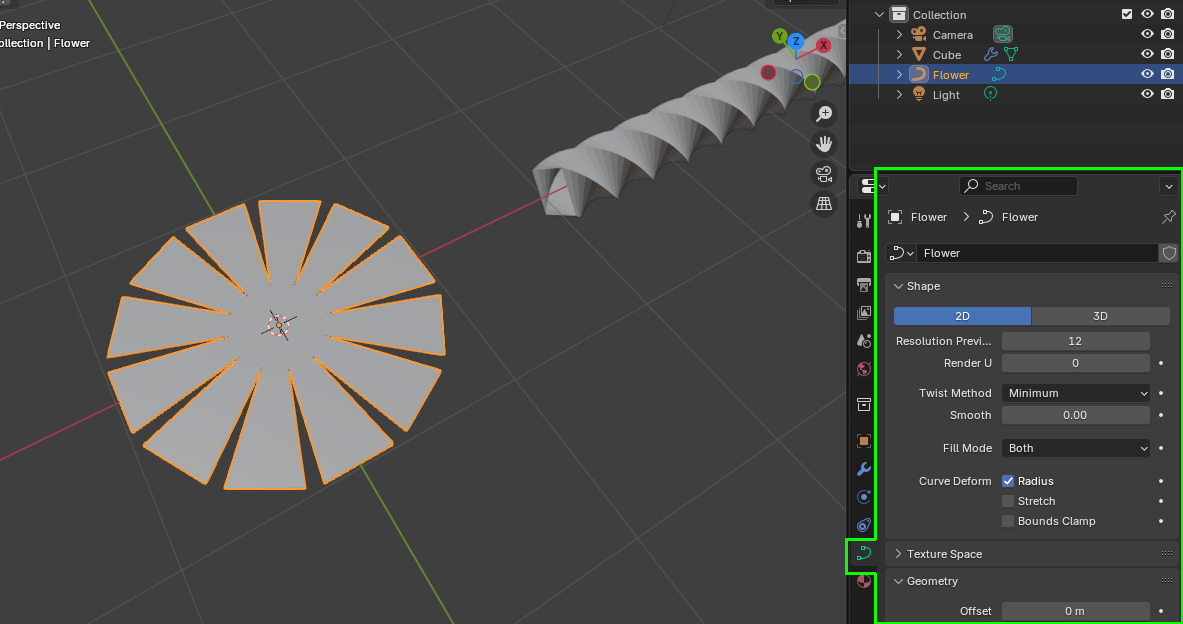 Perspective
ollection | Flower
Y
Z
X
Collection
Camera
Cube
Flower
Light
Search
Flower
Flower
Flower
Shape
2D
3D
Resolution Previ...
12
Render U
0
Twist Method
Minimum
Smooth
0.00
Fill Mode
Both
Curve Deform
Radius
Stretch
Bounds Clamp
Texture Space
Geometry
Offset
0 m